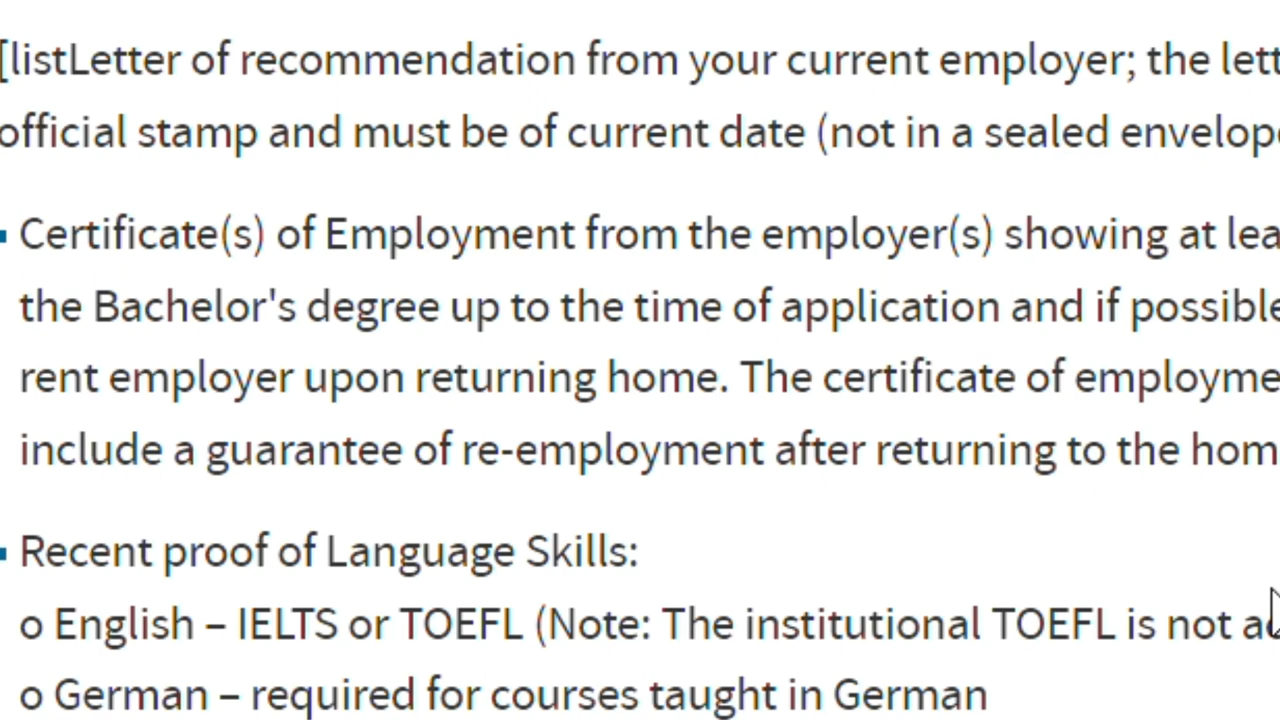 [listLetter of recommendation from your current employer; the lett
official stamp and must be of current date (not in a sealed envelope
Certificate(s) of Employment from the employer(s) showing at lea
the Bachelor's degree up to the time of application and if possible
rent employer upon returning home. The certificate of employme
include a guarantee of re-employment after returning to the hom
Recent proof of Language Skills:
o English – IELTS or TOEFL (Note: The institutional TOEFL is not ac
o German – required for courses taught in German